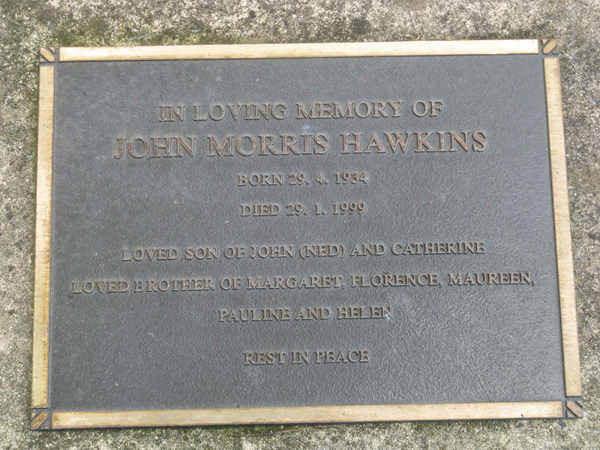 IN LOVING MEMORY OF
JOHN MORRIS HAWKINS
BORN 29. 4. 1934
DIED 29. 1. 1999
LOVED SON OF JOHN (NED) AND CATHERINE
LOVED BROTHER OF MARGARET, FLORENCE, MAUREEN,
PAULINE AND HELEN
REST IN PEACE